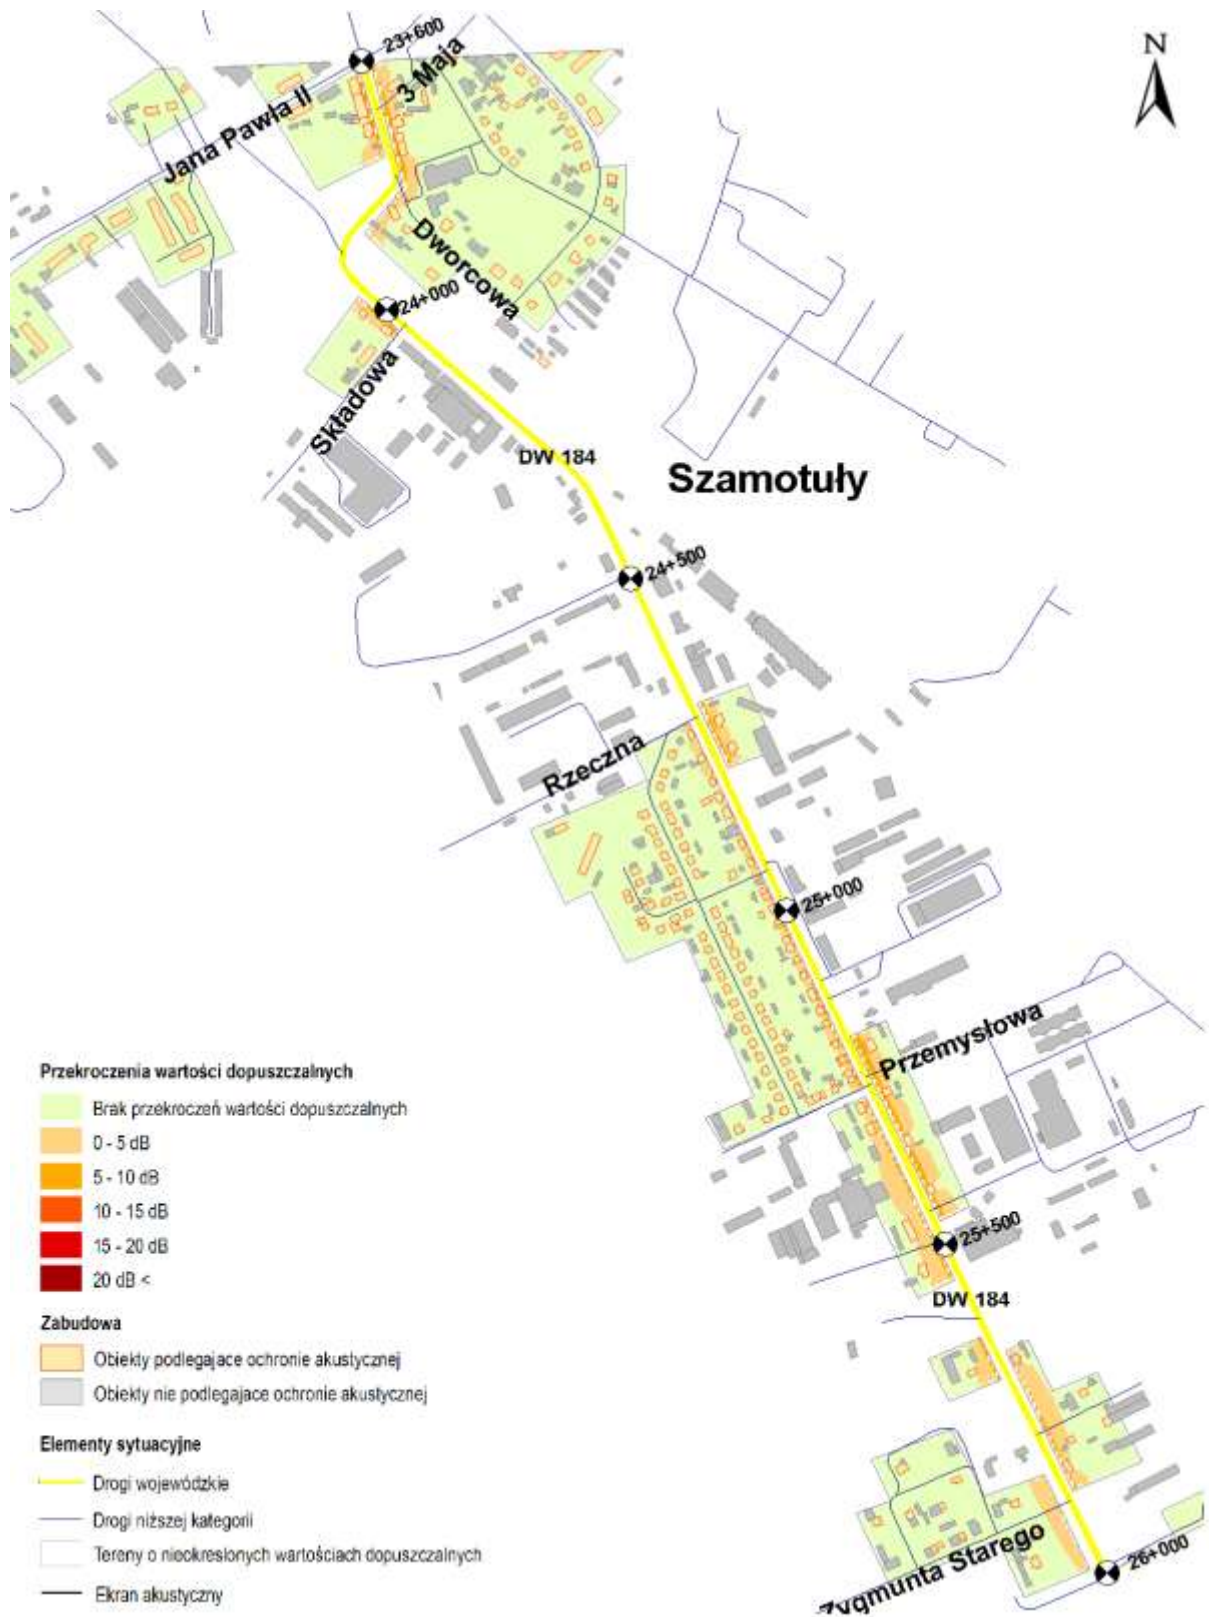 23+600
N
3 Maja
Jana Pawła II
Dworcowa
24+000
Składowa
DW 184
Szamotuły
24+500
Rzeczna
25+000
Przemysłowa
25+500
DW 184
Zygmunta Starego
26+000
Przekroczenia wartości dopuszczalnych
Brak przekroczeń wartości dopuszczalnych
0 - 5 dB
5 - 10 dB
10 - 15 dB
15 - 20 dB
20 dB <
Zabudowa
Obiekty podlegajace ochronie akustycznej
Obiekty nie podlegajace ochronie akustycznej
Elementy sytuacyjne
Drogi wojewódzkie
Drogi niższej kategorii
Tereny o nieokreslonych wartościach dopuszczalnych
Ekran akustyczny